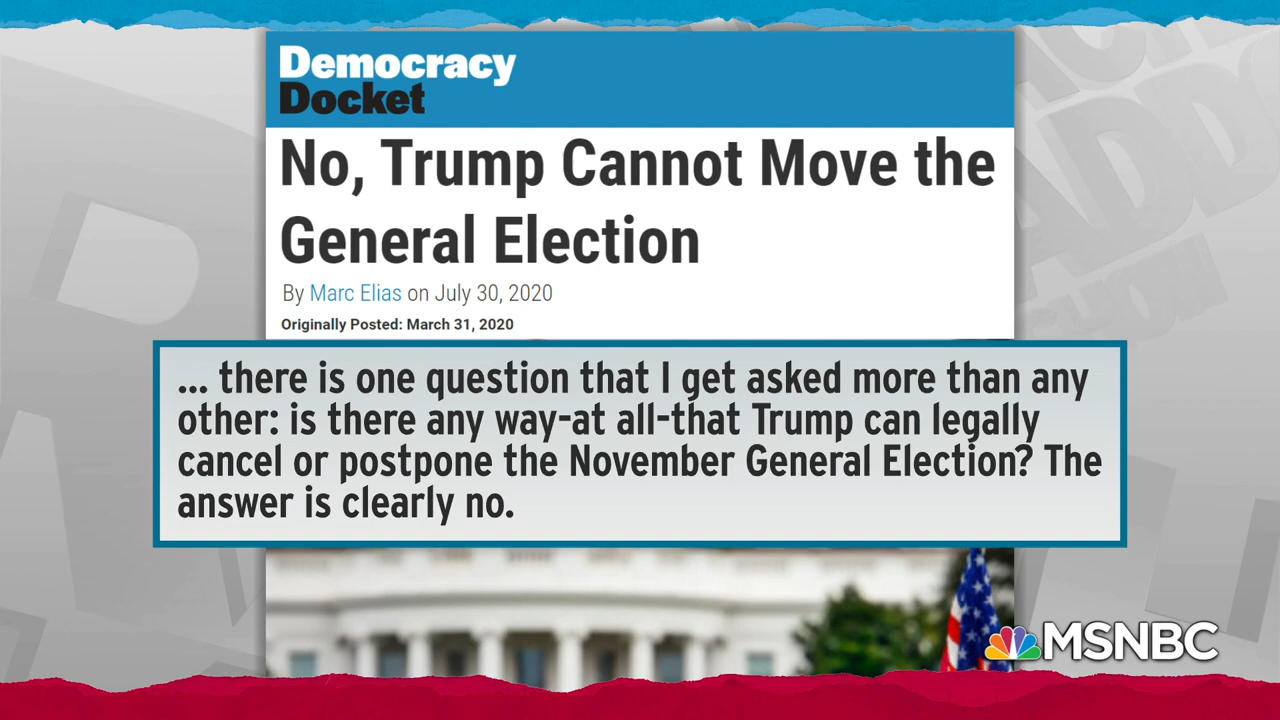 Democracy
Docket
No, Trump Cannot Move the
General Election
By Marc Elias on July 30, 2020
Originally Posted: March 31, 2020
... there is one question that I get asked more than any
other: is there any way-at all-that Trump can legally
cancel or postpone the November General Election? The
answer is clearly no.
MSNBC